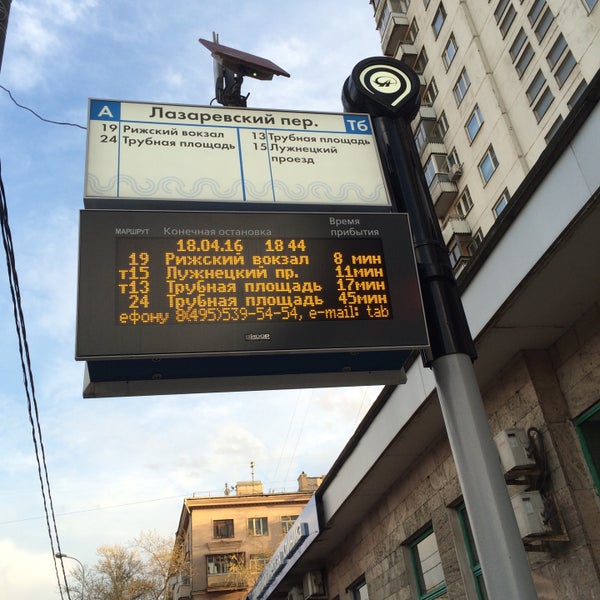 А Лазаревский пер. Тб
19 Рижский вокзал
24 Трубная площадь
13 Трубная площадь
15 Лужнецкий проезд
МАРШРУТ Конечная остановка Время прибытия
18.04.16 18 44
19 Рижский вокзал 8 мин
т15 Лужнецкий пр. 11мин
т13 Трубная площадь 17мин
24 Трубная площадь 45мин
ефону 8(495)539-54-54, e-mail: tab